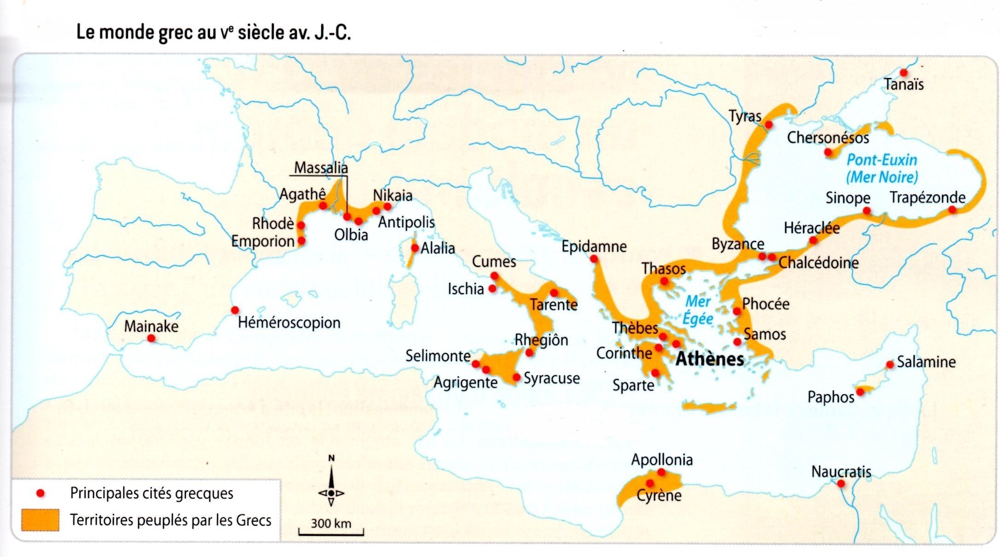 Le monde grec au Vᵉ siècle av. J.-C.
Tanaïs
Tyras
Chersonésos
Pont-Euxin
(Mer Noire)
Massalia
Agathê
Nikaia
Sinope
Trapézonde
Rhodè
Antipolis
Héraclée
Emporion
Olbia
Alalia
Epidamne
Byzance
Chalcédoine
Cumes
Thasos
Ischia
Tarente
Mer
Égée
Phocée
Mainake
Héméroscopion
Thèbes
Samos
Rhegiôn
Selimonte
Corinthe
Athènes
Salamine
Agrigente
Syracuse
Sparte
Paphos
Apollonia
Naucratis
Cyrène
N
300 km
Principales cités grecques
Territoires peuplés par les Grecs